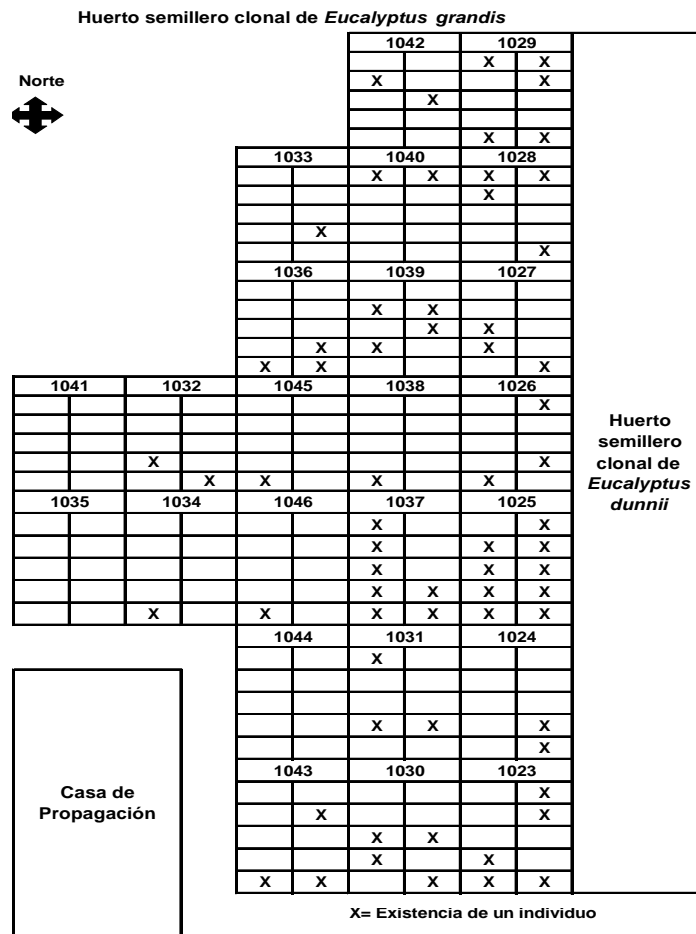 Huerto semillero clonal de Eucalyptus grandis
1042 1029
X X
Norte
X X
X
X X
1033 1040 1028
X X X X
X
X
X
1036 1039 1027
X X
X X
X X X
X X X
1041 1032 1045 1038 1026
X
X X
X X X X
Huerto
semillero
clonal de
Eucalyptus
dunnii
1035 1034 1046 1037 1025
X X
X X X
X X X
X X X X
X X X X X X
1044 1031 1024
X
X X X
X
1043 1030 1023
X
X X
X X
X X
X X X X X
Casa de
Propagación
X= Existencia de un individuo